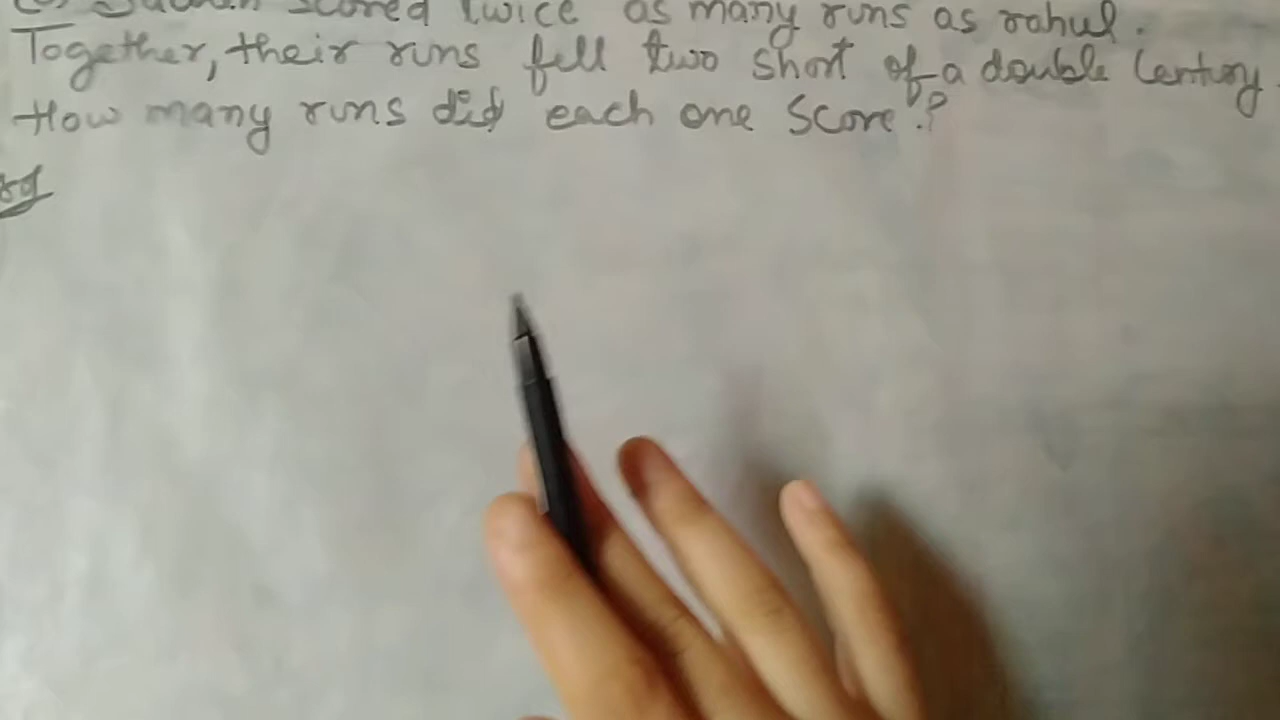 scored twice as many runs as rahul.
Together, their runs fell two short of a double Century.
How many runs did each one Score?